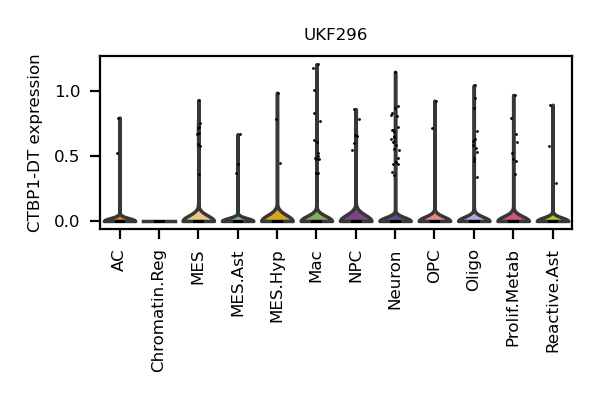 UKF296
CTBP1-DT expression
1.0
0.5
0.0
AC
Chromatin.Reg
MES
MES.Ast
MES.Hyp
Mac
NPC
Neuron
OPC
Oligo
Prolif.Metab
Reactive.Ast